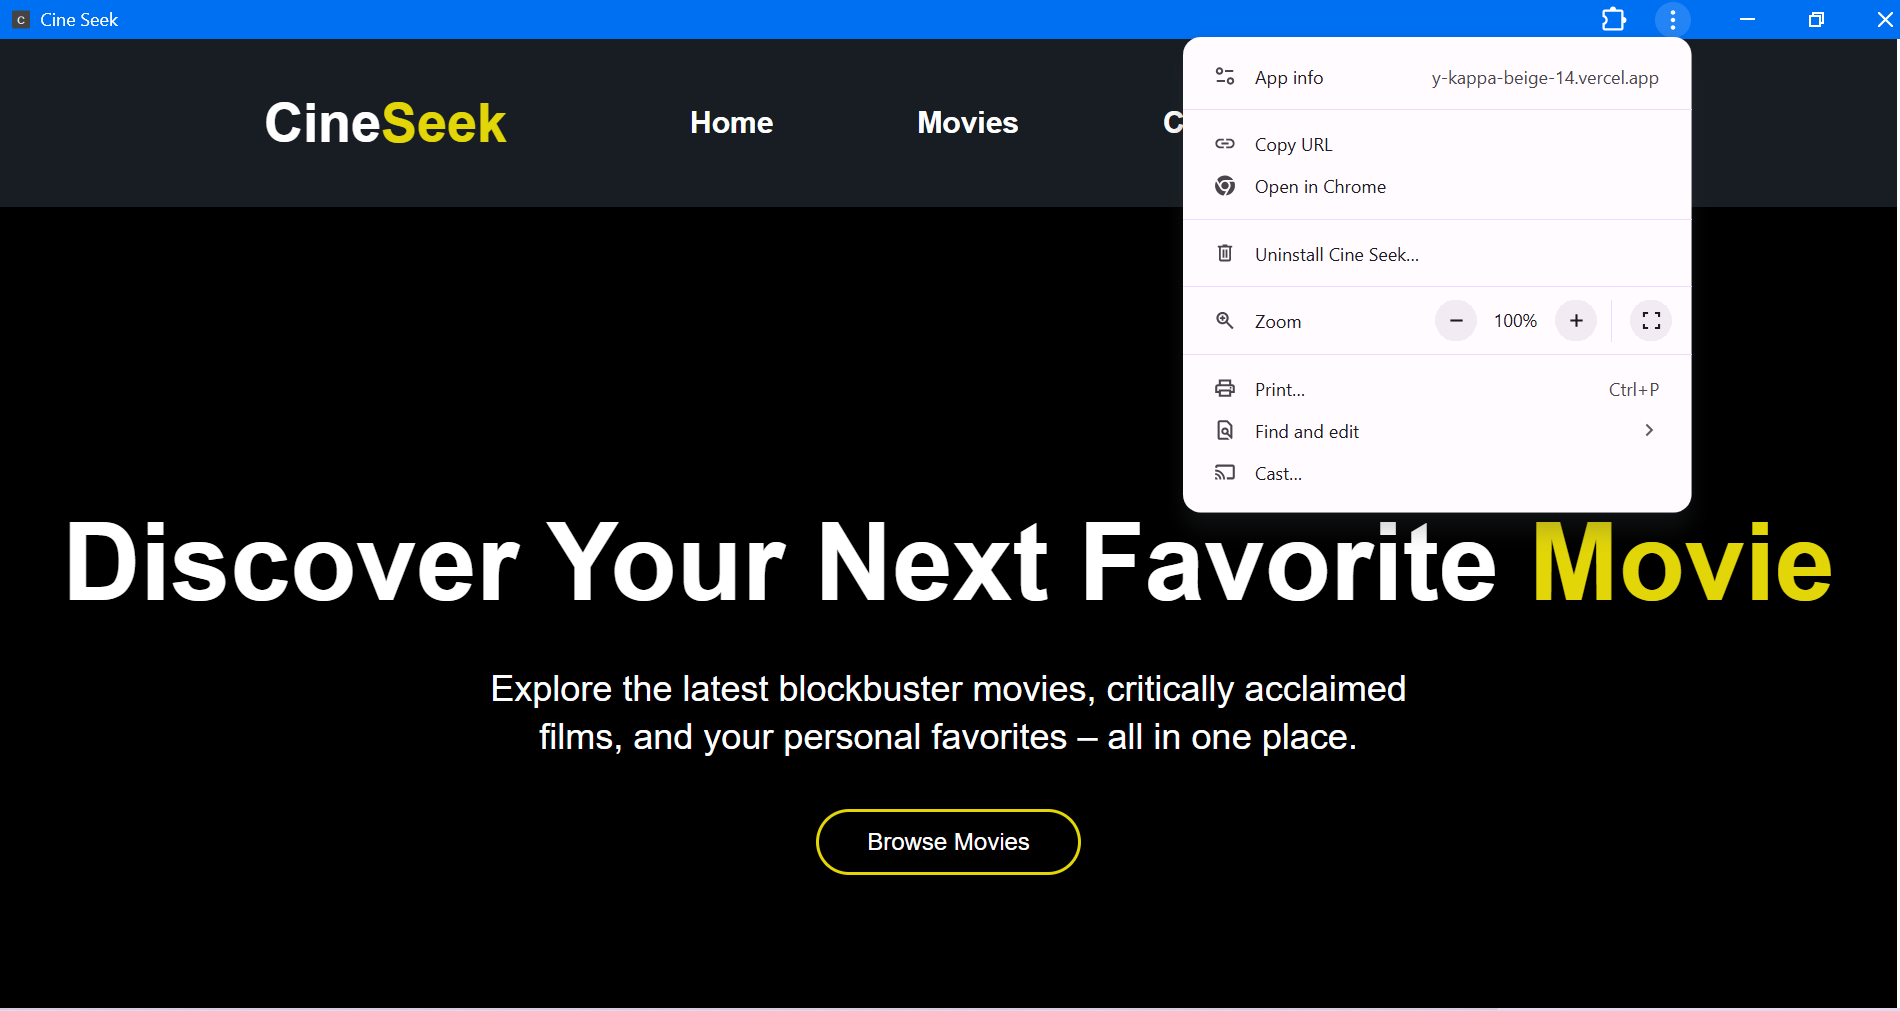 C Cine Seek
CineSeek
Home
Movies
C
App info y-kappa-beige-14.vercel.app
Copy URL
Open in Chrome
Uninstall Cine Seek...
Zoom − 100% +
Print... Ctrl+P
Find and edit
Cast...
Discover Your Next Favorite Movie
Explore the latest blockbuster movies, critically acclaimed
films, and your personal favorites – all in one place.
Browse Movies